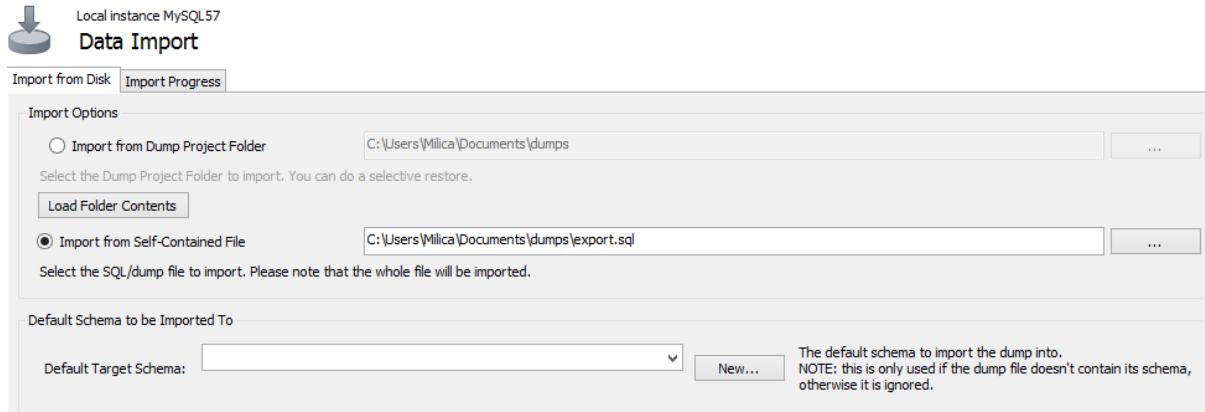 Local instance MySQL57
Data Import
Import from Disk
Import Progress
Import Options
Import from Dump Project Folder
C:\Users\Milica\Documents\dumps
...
Select the Dump Project Folder to import. You can do a selective restore.
Load Folder Contents
Import from Self-Contained File
C:\Users\Milica\Documents\dumps\export.sql
...
Select the SQL/dump file to import. Please note that the whole file will be imported.
Default Schema to be Imported To
Default Target Schema:
New...
The default schema to import the dump into.
NOTE: this is only used if the dump file doesn't contain its schema,
otherwise it is ignored.